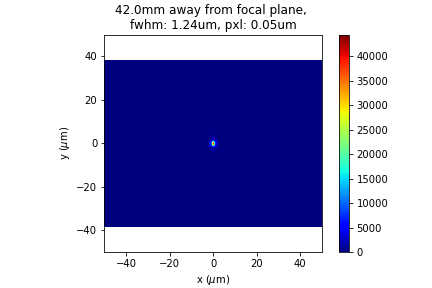 42.0mm away from focal plane,
fwhm: 1.24um, pxl: 0.05um
40
20
0
−20
−40
y (μm)
−40 −20 0 20 40
x (μm)
40000
35000
30000
25000
20000
15000
10000
5000
0